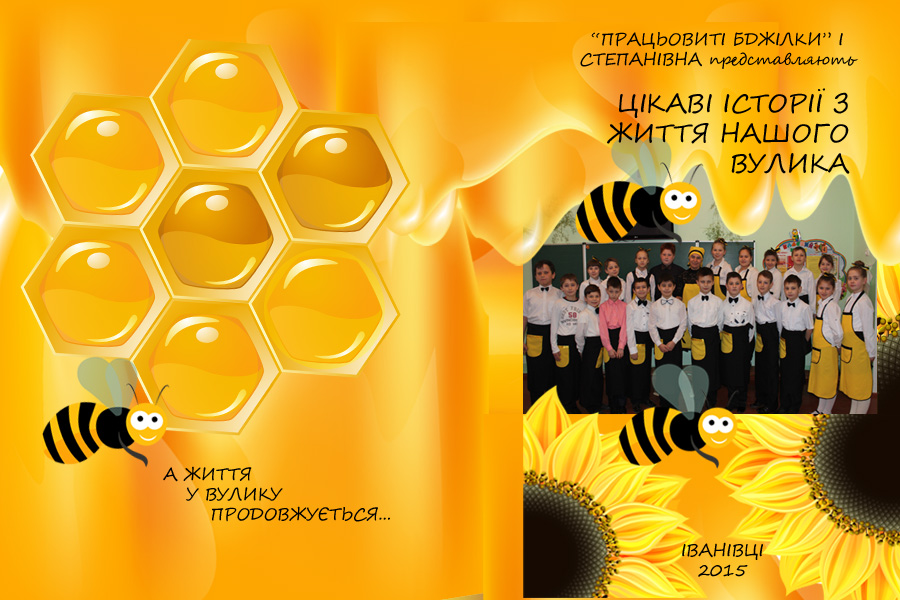 “ПРАЦЬОВИТІ БДЖІЛКИ” І
СТЕПАНІВНА представляють
ЦІКАВІ ІСТОРІЇ З
ЖИТТЯ НАШОГО
ВУЛИКА
А ЖИТТЯ
У ВУЛИКУ
ПРОДОВЖУЄТЬСЯ...
ІВАНІВЦІ
2015